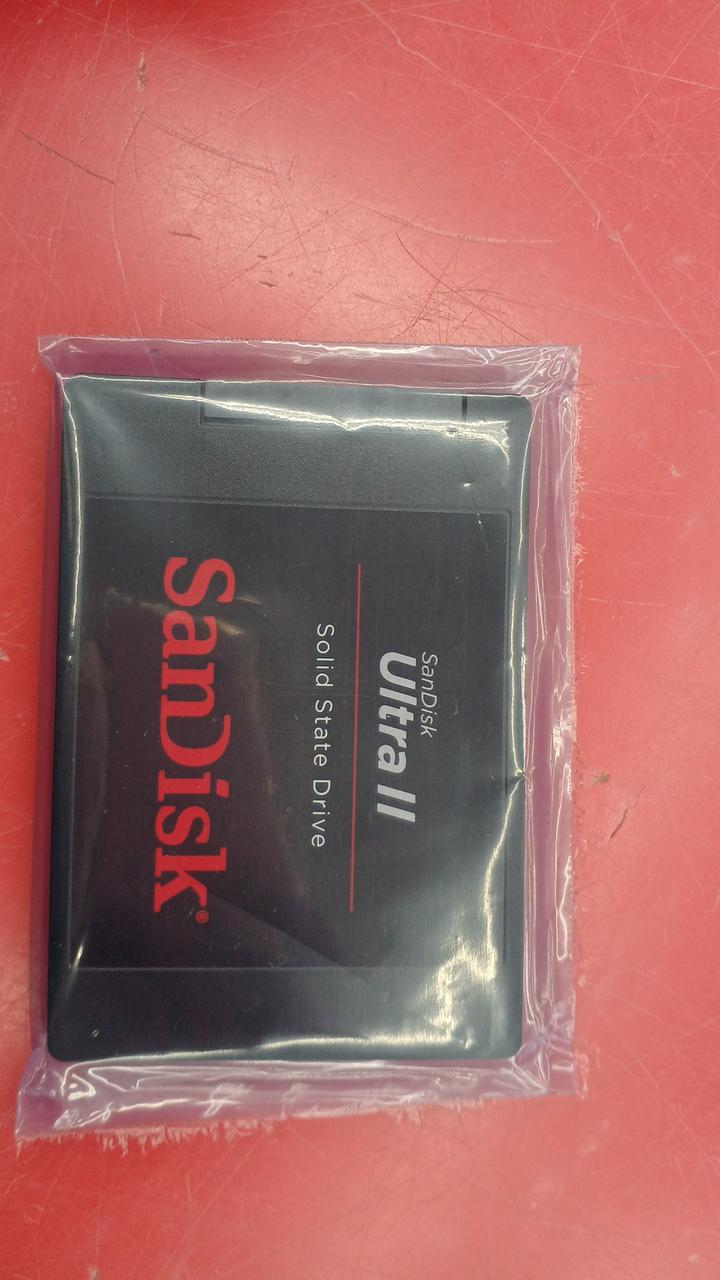 SanDisk
Ultra II
Solid State Drive
SanDisk®